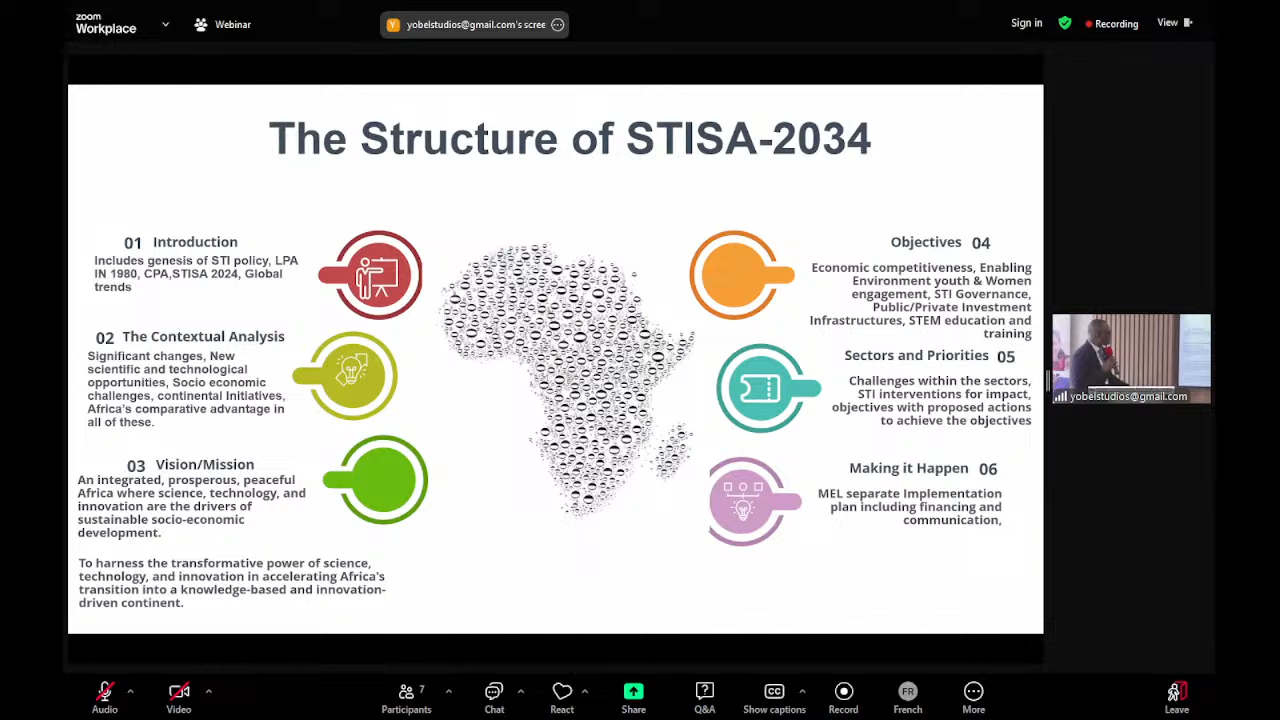 zoom
Workplace
Webinar
yobelstudios@gmail.com's scree
Sign in
Recording
View
The Structure of STISA-2034
01 Introduction
Includes genesis of STI policy, LPA
IN 1980, CPA,STISA 2024, Global
trends
02 The Contextual Analysis
Significant changes, New
scientific and technological
opportunities, Socio economic
challenges, continental Initiatives,
Africa's comparative advantage in
all of these.
03 Vision/Mission
An integrated, prosperous, peaceful
Africa where science, technology, and
innovation are the drivers of
sustainable socio-economic
development.
To harness the transformative power of science,
technology, and innovation in accelerating Africa's
transition into a knowledge-based and innovation-
driven continent.
Objectives 04
Economic competitiveness, Enabling
Environment youth & Women
engagement, STI Governance,
Public/Private Investment
Infrastructures, STEM education and
training
Sectors and Priorities 05
Challenges within the sectors,
STI interventions for impact,
objectives with proposed actions
to achieve the objectives
Making it Happen 06
MEL separate Implementation
plan including financing and
communication,
yobelstudios@gmail.com
Audio
Video
Participants
7
Chat
React
Share
Q&A
Show captions
Record
FR
French
More
Leave